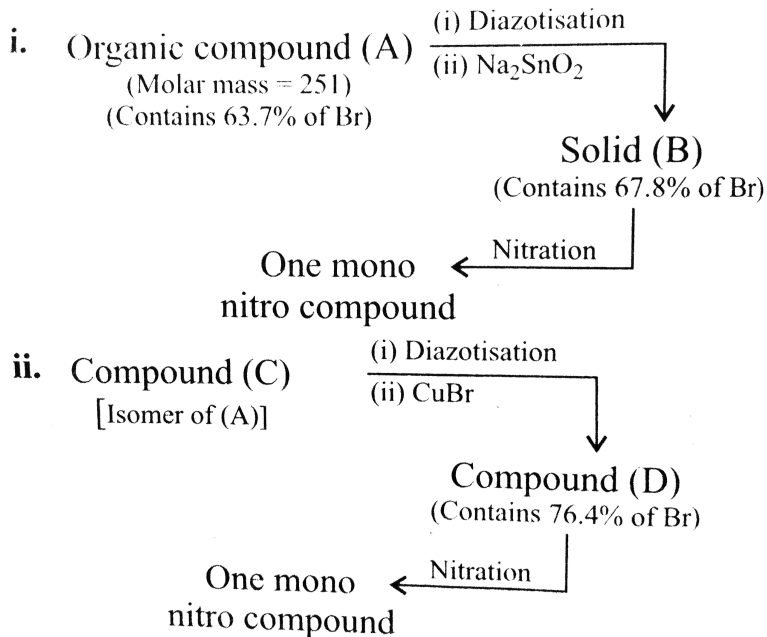 i. Organic compound (A) (i) Diazotisation
(Molar mass = 251) (ii) Na₂SnO₂
(Contains 63.7% of Br)
Solid (B)
(Contains 67.8% of Br)
One mono Nitration
nitro compound
ii. Compound (C) (i) Diazotisation
[Isomer of (A)] (ii) CuBr
Compound (D)
(Contains 76.4% of Br)
One mono Nitration
nitro compound